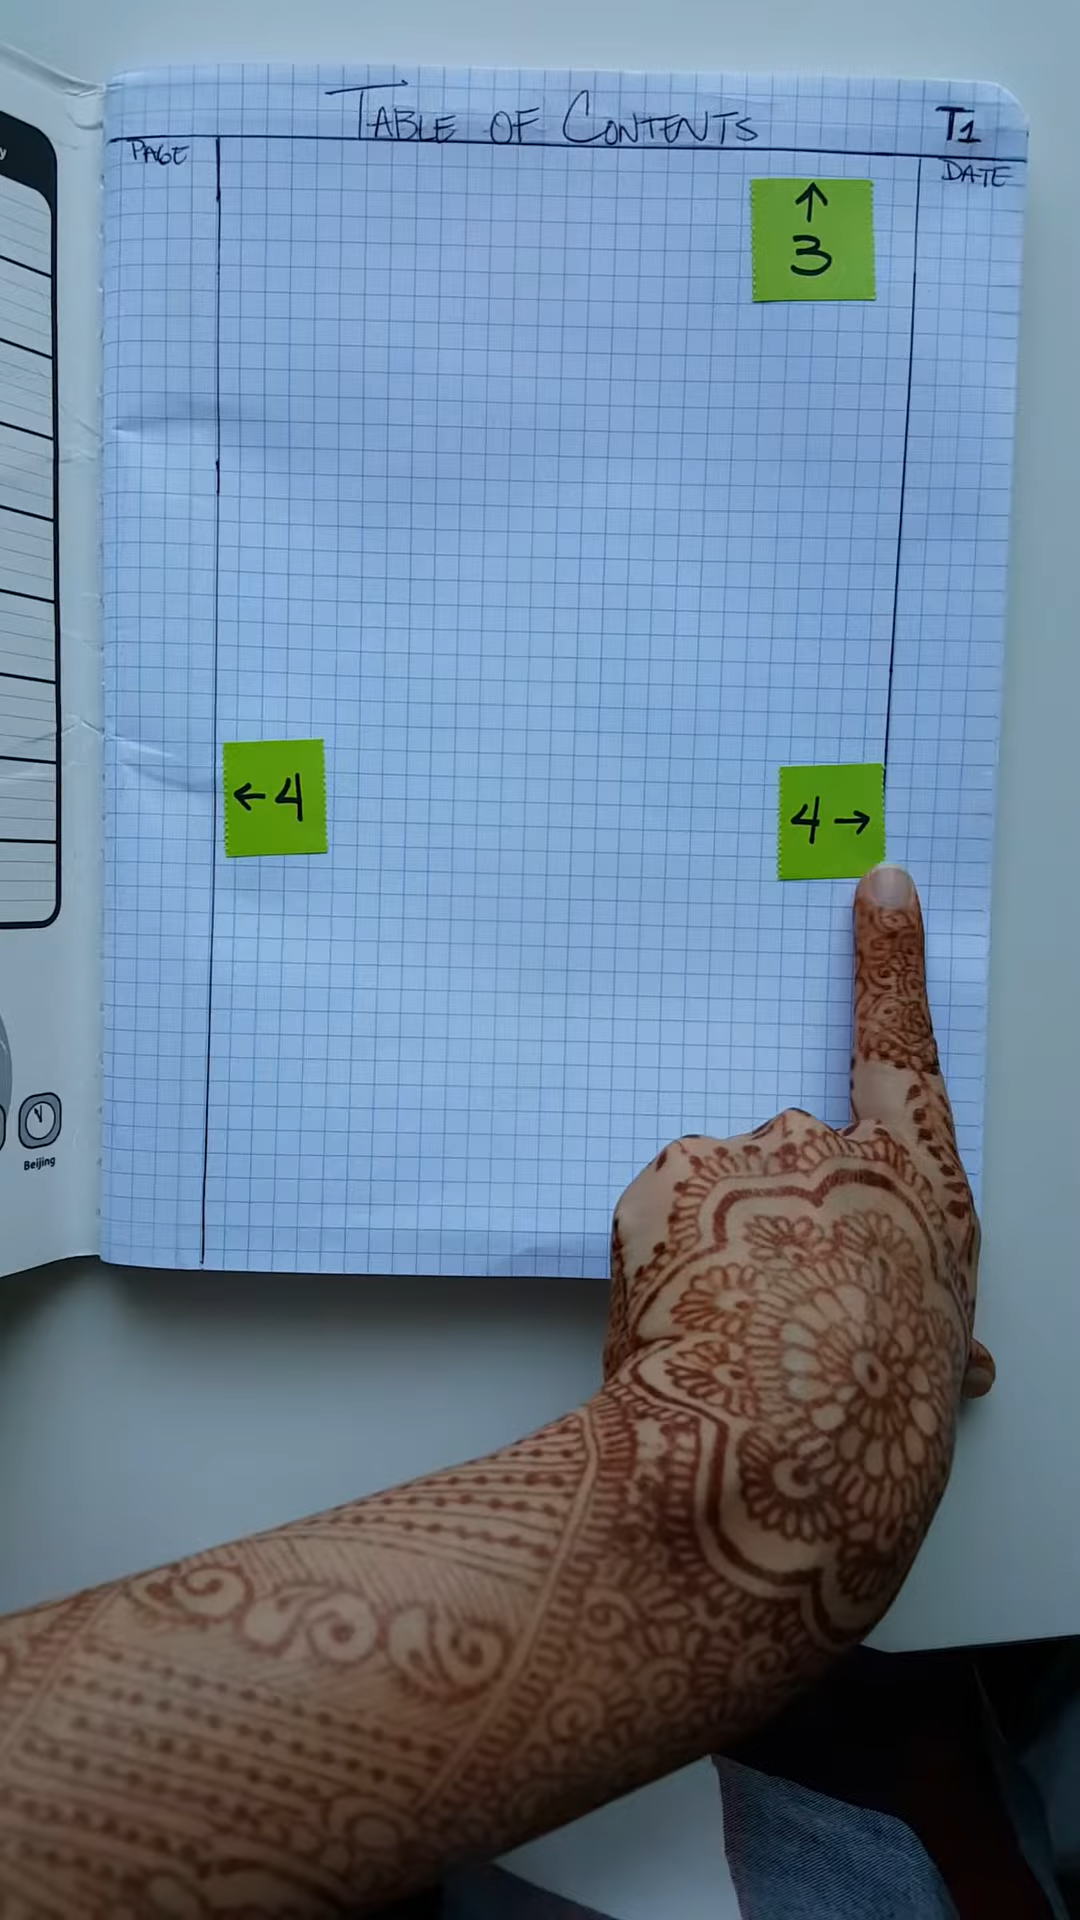 TABLE OF CONTENTS
T1
PAGE
DATE
↑
3
←4
4→
Beijing